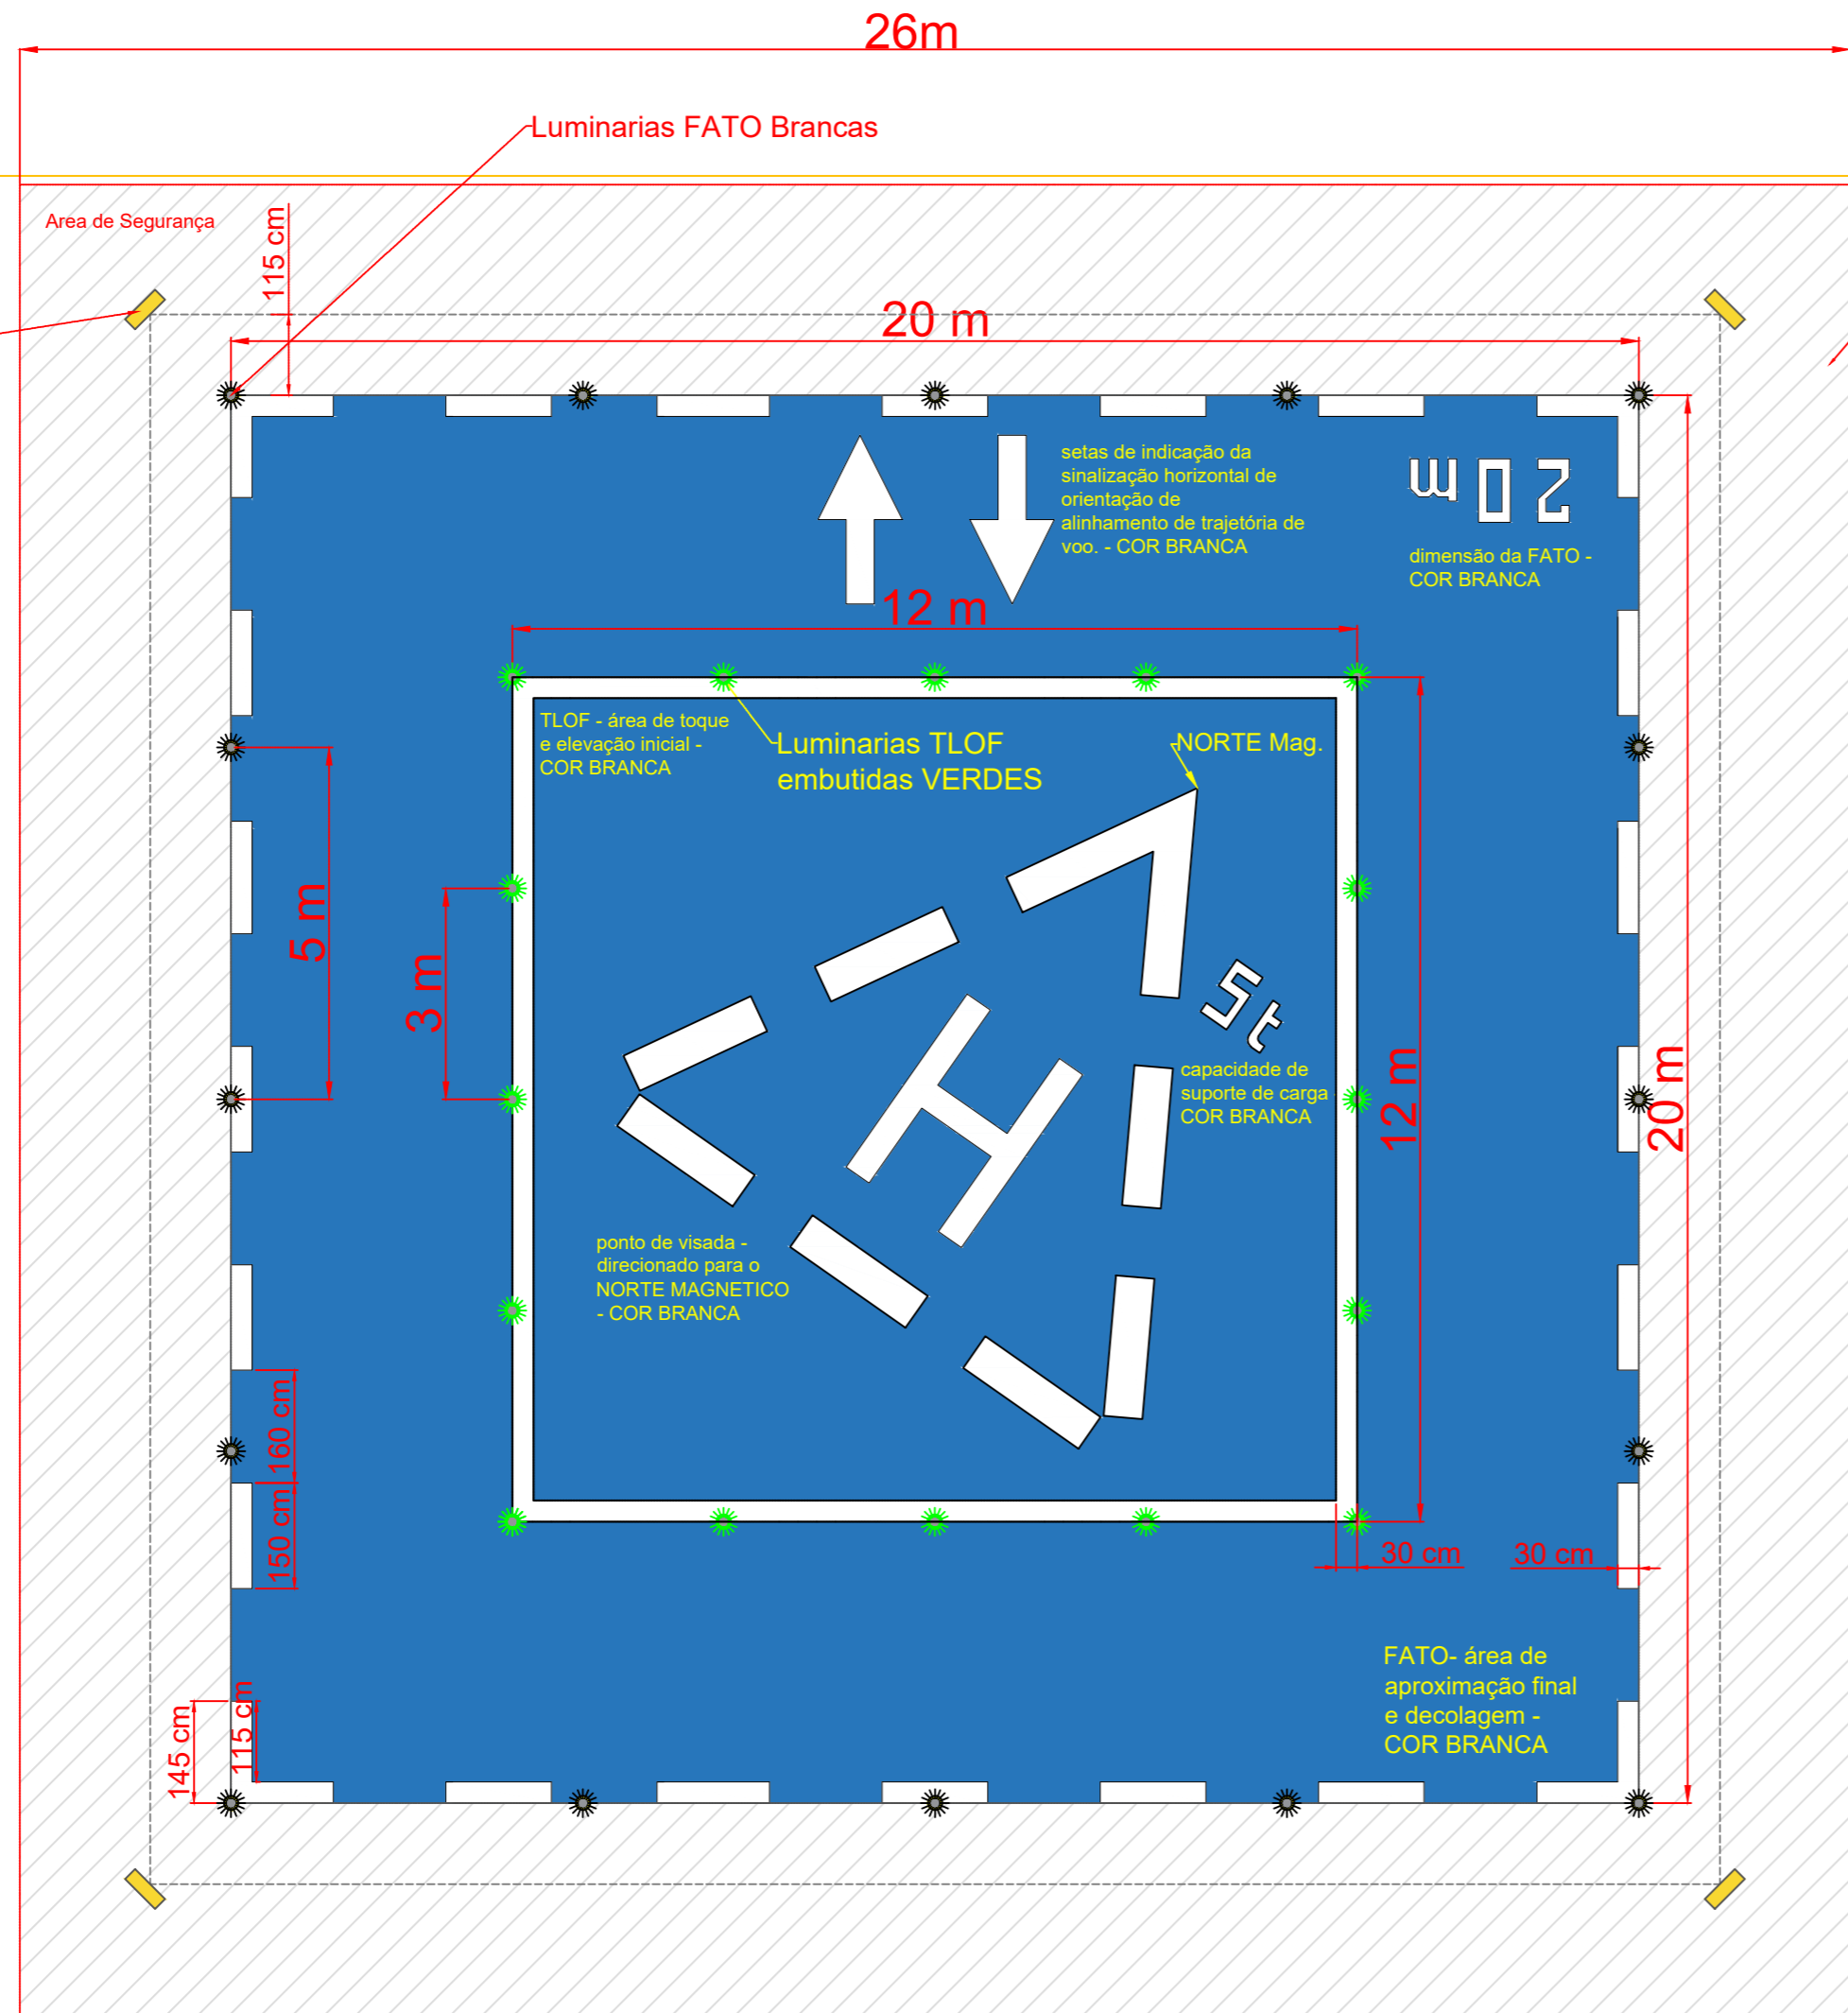 26m
Luminarias FATO Brancas
Area de Segurança
115 cm
20 m
setas de indicação da
sinalização horizontal de
orientação de
alinhamento de trajetória de
voo. - COR BRANCA
20m
dimensão da FATO -
COR BRANCA
12 m
TLOF - área de toque
e elevação inicial -
COR BRANCA
Luminarias TLOF
embutidas VERDES
NORTE Mag.
5 m
3 m
5t
H
capacidade de
suporte de carga
COR BRANCA
12 m
20 m
ponto de visada -
direcionado para o
NORTE MAGNETICO
- COR BRANCA
160 cm
150 cm
30 cm
30 cm
FATO- área de
aproximação final
e decolagem -
COR BRANCA
145 cm
115 cm